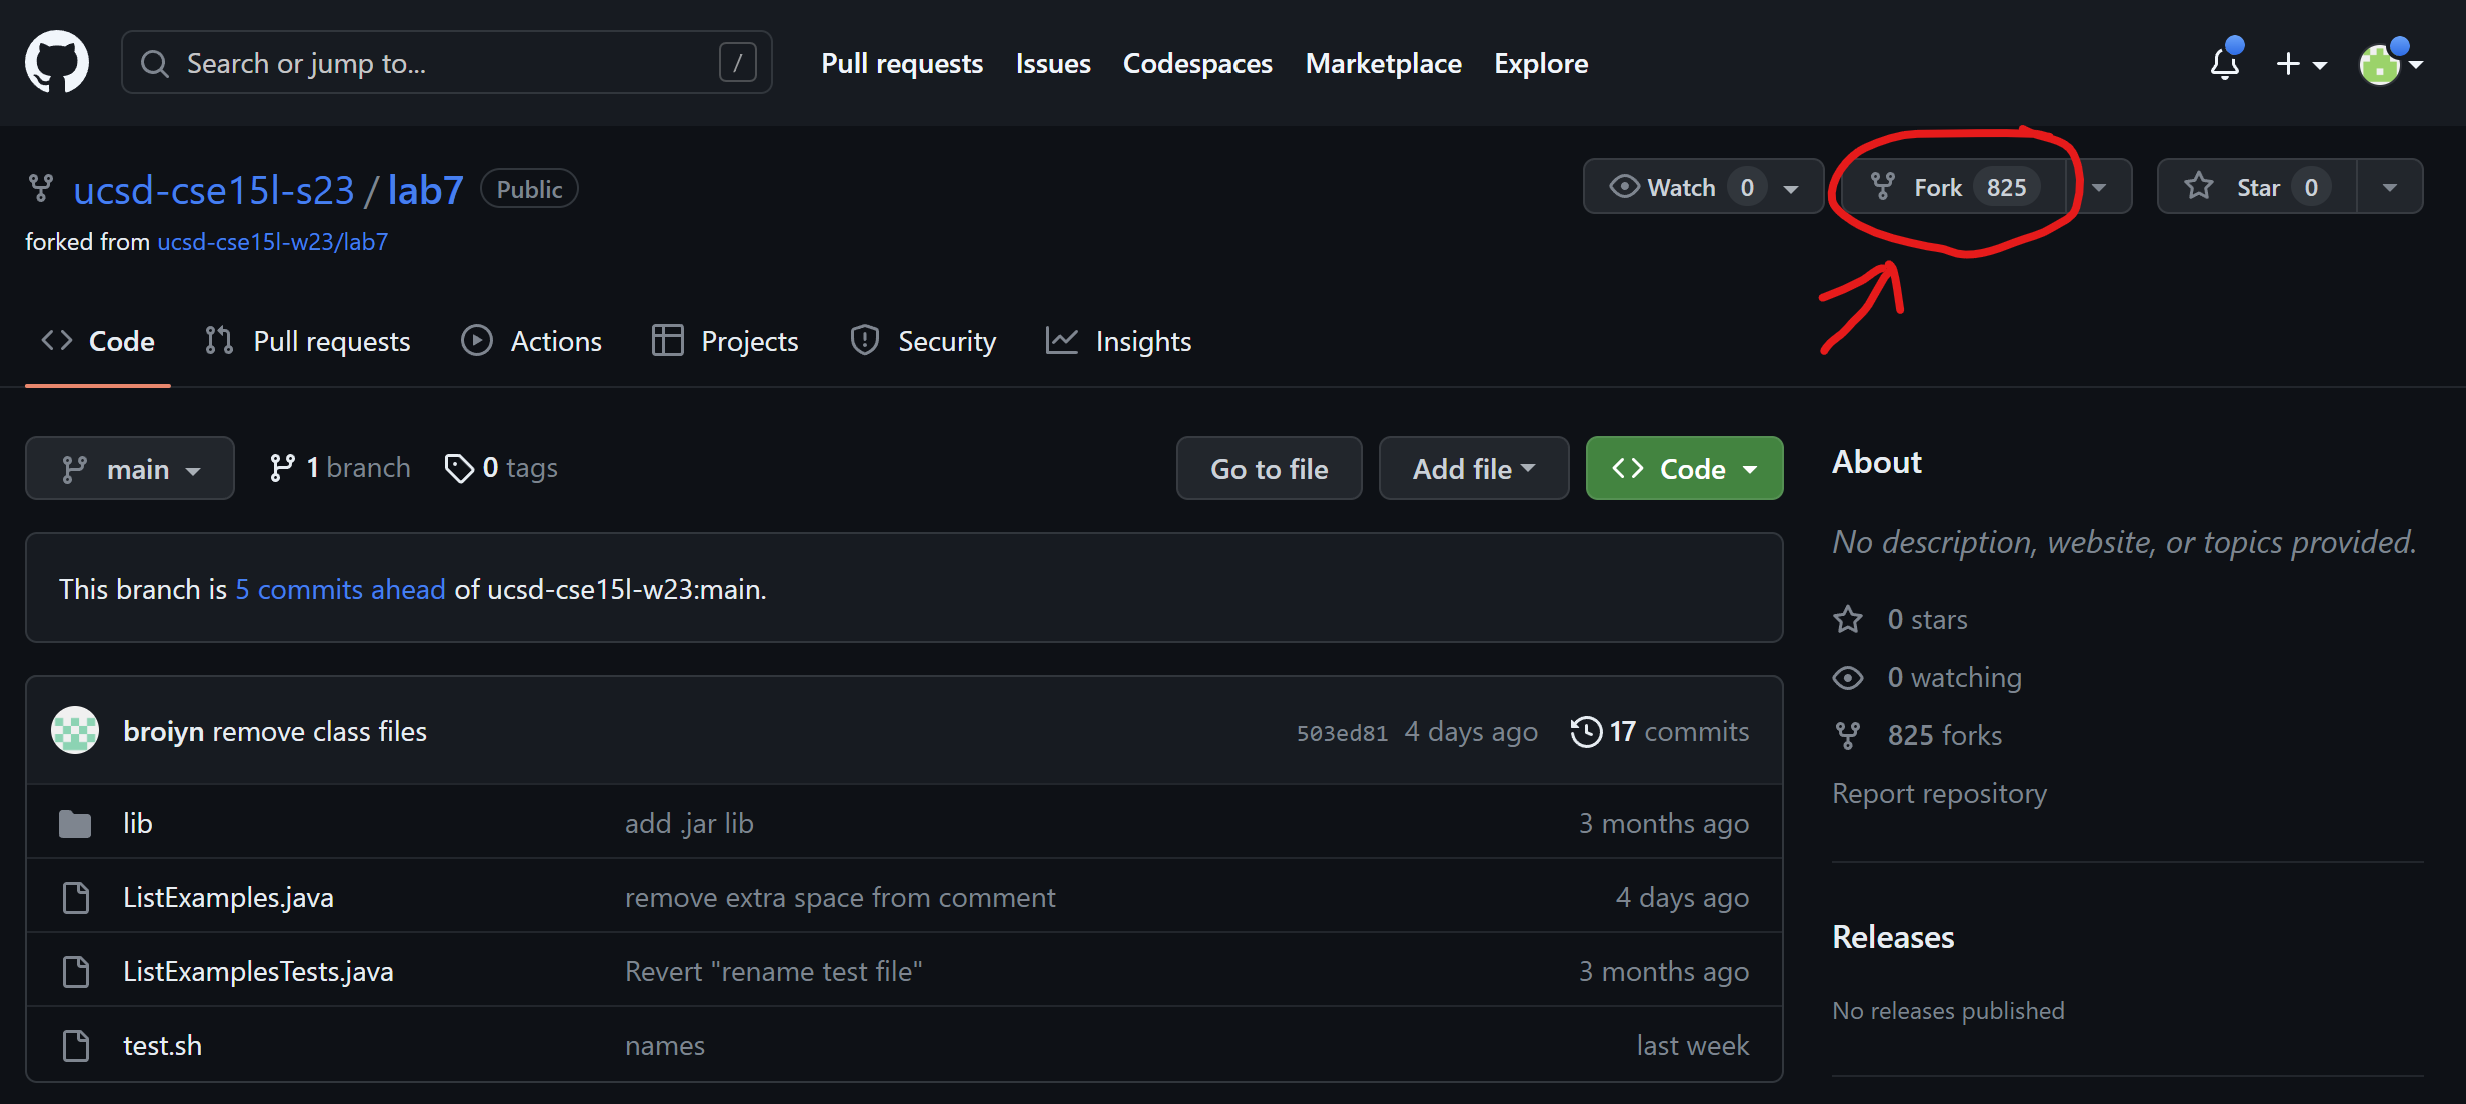 Search or jump to... /
Pull requests Issues Codespaces Marketplace Explore
ucsd-cse15l-s23 / lab7 Public
Watch 0 Fork 825 Star 0
forked from ucsd-cse15l-w23/lab7
Code Pull requests Actions Projects Security Insights
main 1 branch 0 tags Go to file Add file Code
This branch is 5 commits ahead of ucsd-cse15l-w23:main.
broiyn remove class files 503ed81 4 days ago 17 commits
lib add .jar lib 3 months ago
ListExamples.java remove extra space from comment 4 days ago
ListExamplesTests.java Revert "rename test file" 3 months ago
test.sh names last week
About
No description, website, or topics provided.
0 stars
0 watching
825 forks
Report repository
Releases
No releases published